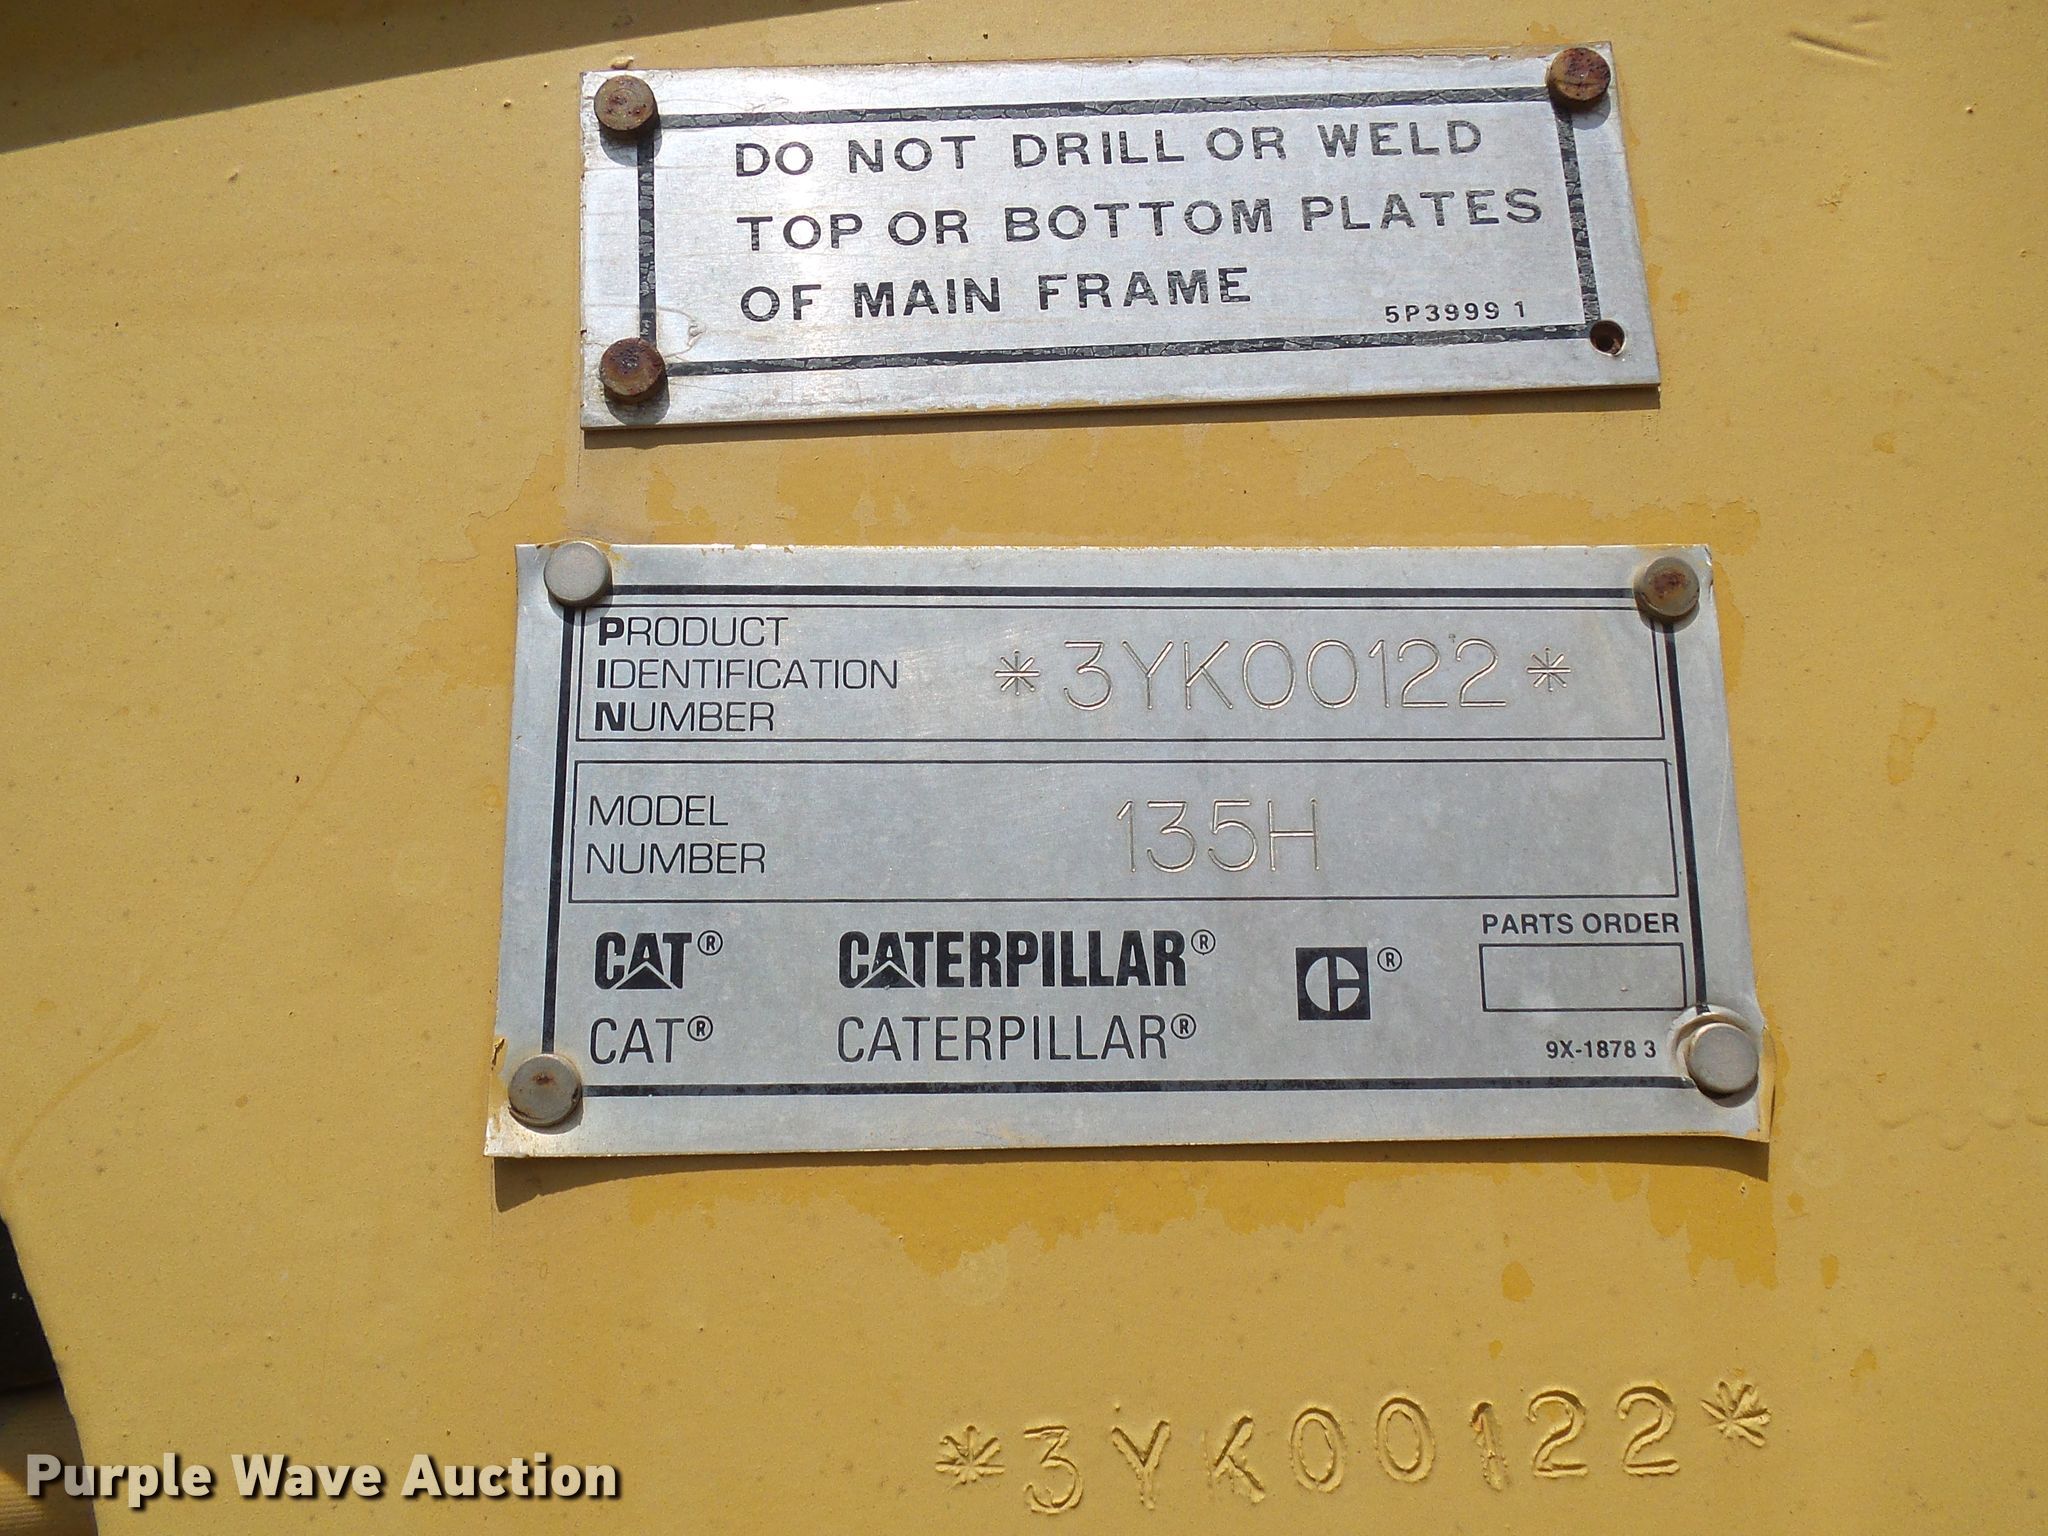 DO NOT DRILL OR WELD
TOP OR BOTTOM PLATES
OF MAIN FRAME
5P3999 1
PRODUCT
IDENTIFICATION
NUMBER
*3YK00122*
MODEL
NUMBER
135H
PARTS ORDER
CAT® CATERPILLAR® ®
CAT® CATERPILLAR®
9X-1878 3
*3YK00122*
Purple Wave Auction